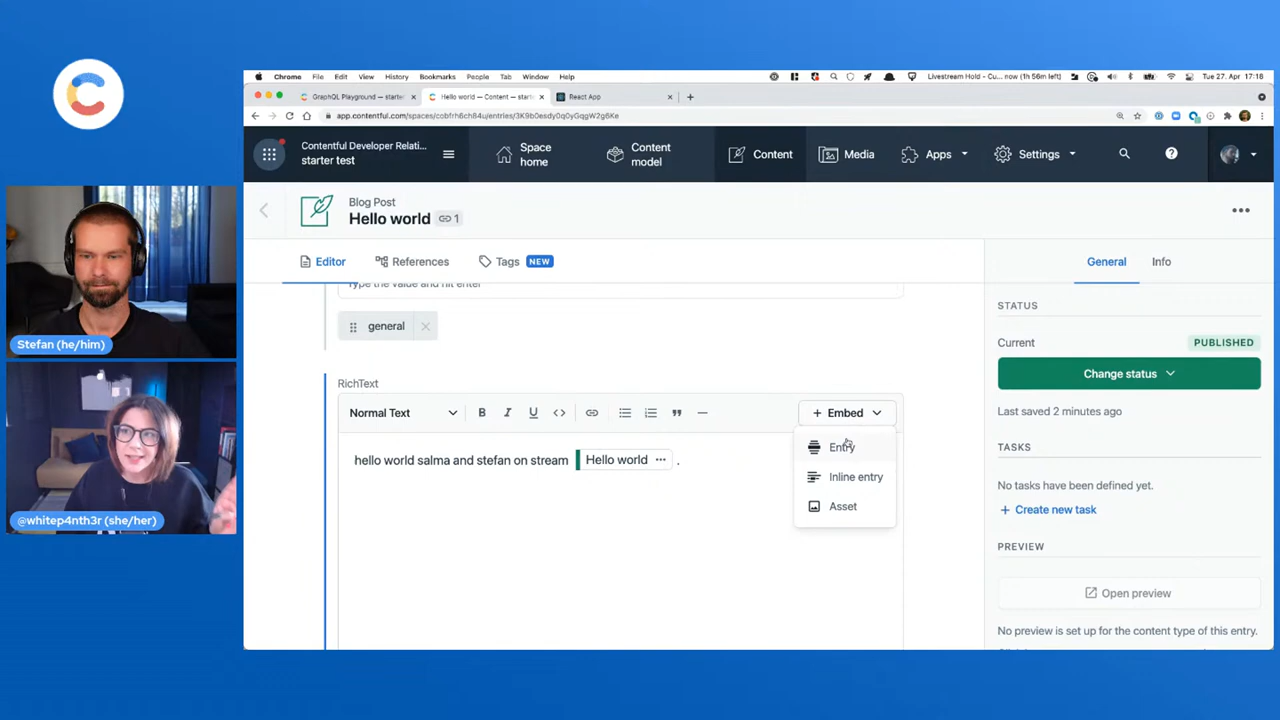 Chrome File Edit View History Bookmarks People Tab Window Help
Livestream Hold - Cu... now (1h 56m left)
Tue 27. Apr 17:18
GraphQL Playground — starter
Hello world — Content — starte
React App
app.contentful.com/spaces/cobfrh6ch84u/entries/3K9b0esdy0q0yGqgW2g6Ke
Contentful Developer Relati...
starter test
Space home
Content model
Content
Media
Apps
Settings
Blog Post
Hello world
1
Editor
References
Tags
NEW
General
Info
Type the value and hit enter
general
STATUS
Current
PUBLISHED
Change status
Last saved 2 minutes ago
RichText
Normal Text
B I U <>
+ Embed
Entry
Inline entry
Asset
hello world salma and stefan on stream Hello world ··· .
TASKS
No tasks have been defined yet.
+ Create new task
PREVIEW
Open preview
No preview is set up for the content type of this entry.
Stefan (he/him)
@whitep4nth3r (she/her)